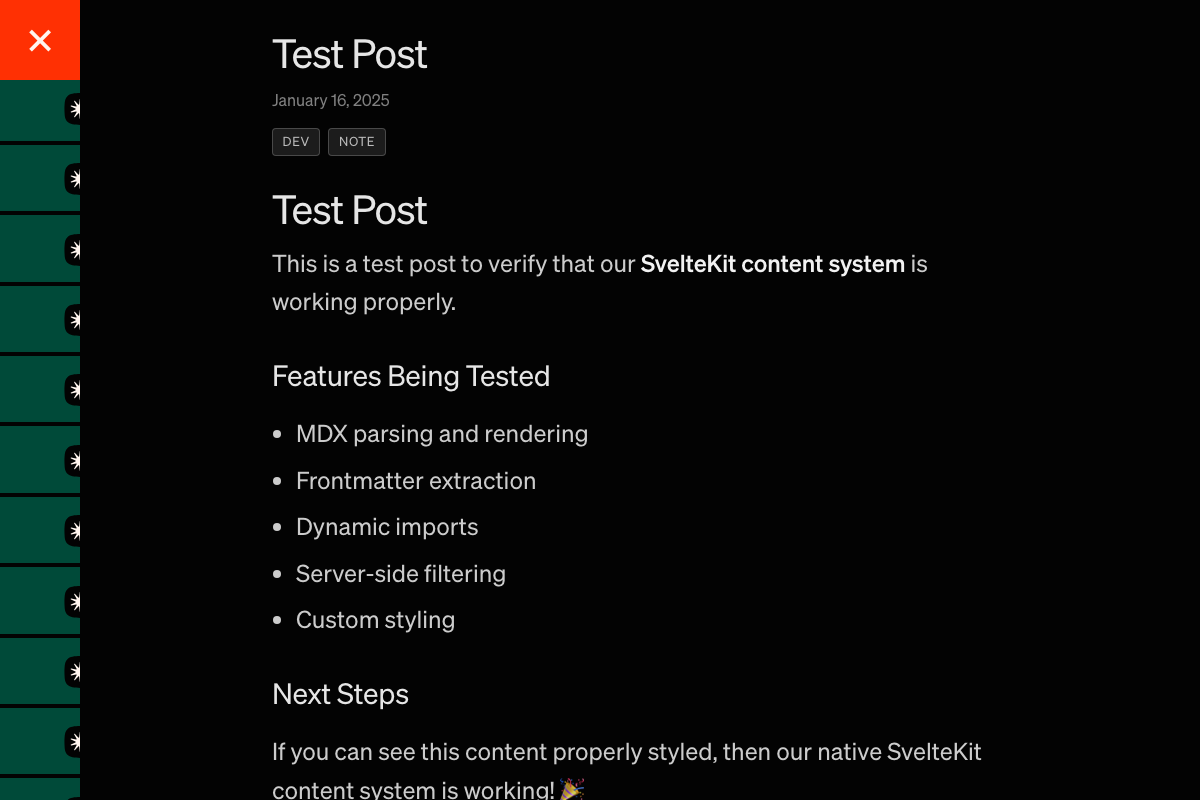 Test Post
January 16, 2025
DEV NOTE
Test Post
This is a test post to verify that our SvelteKit content system is
working properly.
Features Being Tested
• MDX parsing and rendering
• Frontmatter extraction
• Dynamic imports
• Server-side filtering
• Custom styling
Next Steps
If you can see this content properly styled, then our native SvelteKit
content system is working! 🎉